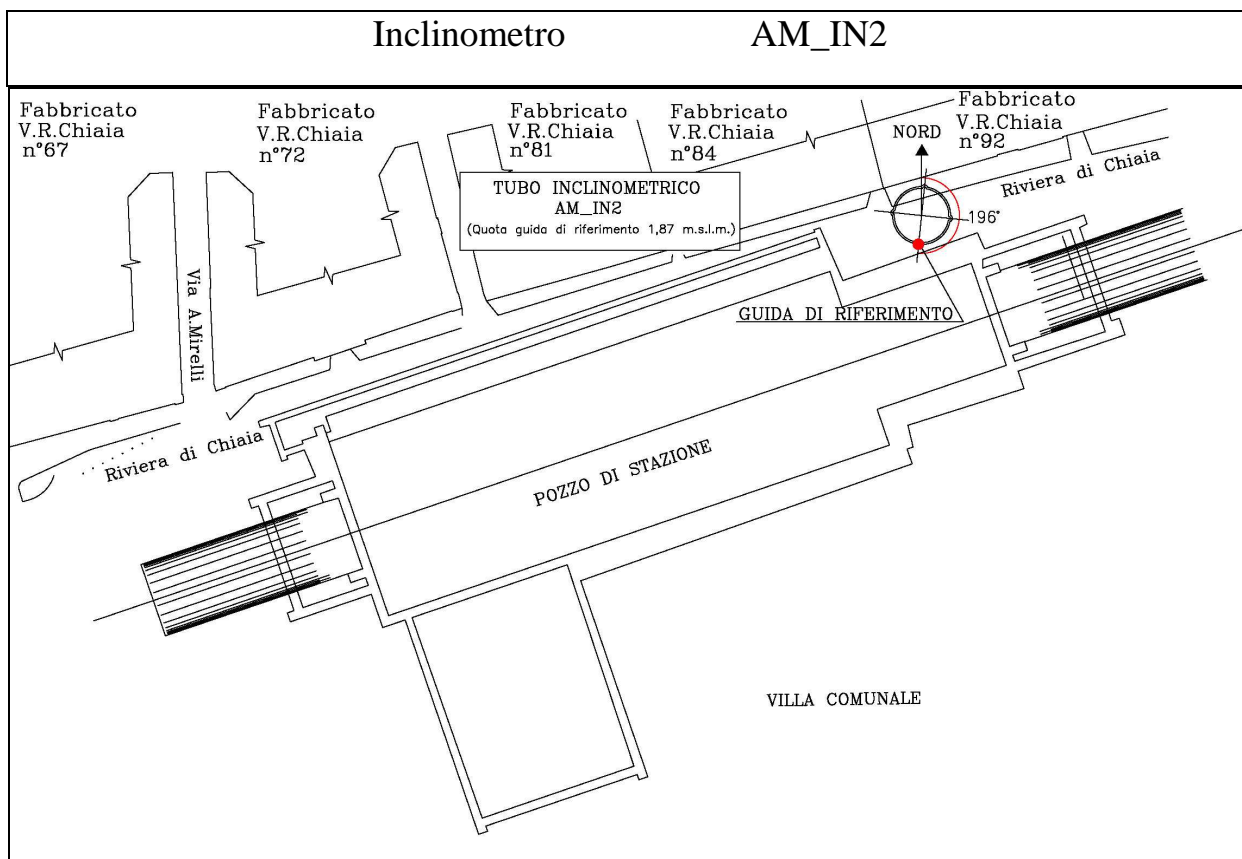 Inclinometro AM_IN2
Fabbricato
V.R.Chiaia
n°67
Fabbricato
V.R.Chiaia
n°72
Fabbricato
V.R.Chiaia
n°81
Fabbricato
V.R.Chiaia
n°84
Fabbricato
V.R.Chiaia
n°92
NORD
Riviera di Chiaia
TUBO INCLINOMETRICO
AM_IN2
(Quota guida di riferimento 1,87 m.s.l.m.)
196°
Via A.Mirelli
GUIDA DI RIFERIMENTO
Riviera di Chiaia
POZZO DI STAZIONE
VILLA COMUNALE